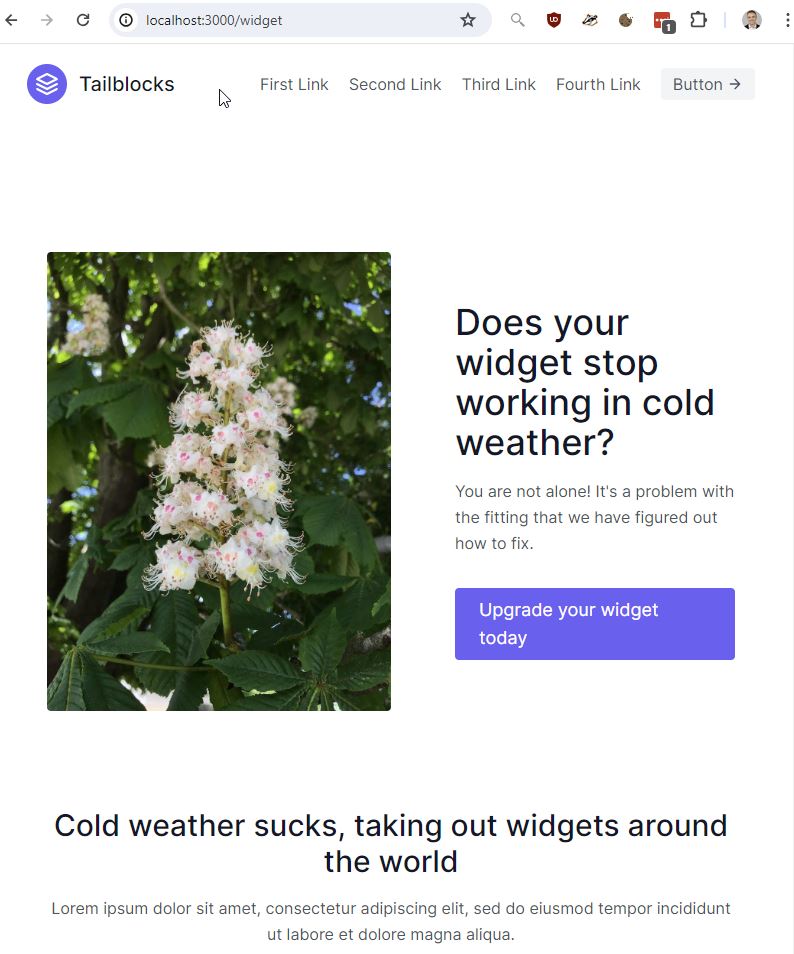 localhost:3000/widget
1
Tailblocks
First Link Second Link Third Link Fourth Link Button →
Does your
widget stop
working in cold
weather?
You are not alone! It's a problem with
the fitting that we have figured out
how to fix.
Upgrade your widget
today
Cold weather sucks, taking out widgets around
the world
Lorem ipsum dolor sit amet, consectetur adipiscing elit, sed do eiusmod tempor incididunt
ut labore et dolore magna aliqua.